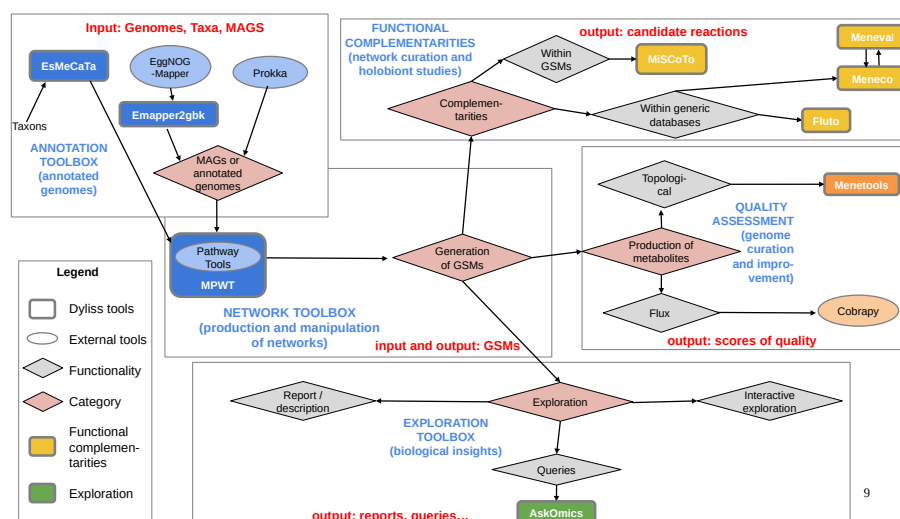 Input: Genomes, Taxa, MAGS
EsMeCaTa
EggNOG
-Mapper
Prokka
Emapper2gbk
Taxons
ANNOTATION
TOOLBOX
(annotated
genomes)
MAGs or
annotated
genomes
Pathway
Tools
MPWT
NETWORK TOOLBOX
(production and manipulation
of networks)
input and output: GSMs
Generation
of GSMs
FUNCTIONAL
COMPLEMENTARITIES
(network curation and
holobiont studies)
output: candidate reactions
Within
GSMs
MiSCoTo
Meneval
Meneco
Complemen-
tarities
Within generic
databases
Fluto
Topologi-
cal
Menetools
QUALITY
ASSESSMENT
(genome
curation
and impro-
vement)
Production of
metabolites
Flux
Cobrapy
output: scores of quality
Legend
Dyliss tools
External tools
Functionality
Category
Functional
complemen-
tarities
Exploration
Report /
description
Exploration
Interactive
exploration
EXPLORATION
TOOLBOX
(biological insights)
Queries
AskOmics
output: reports, queries...
9